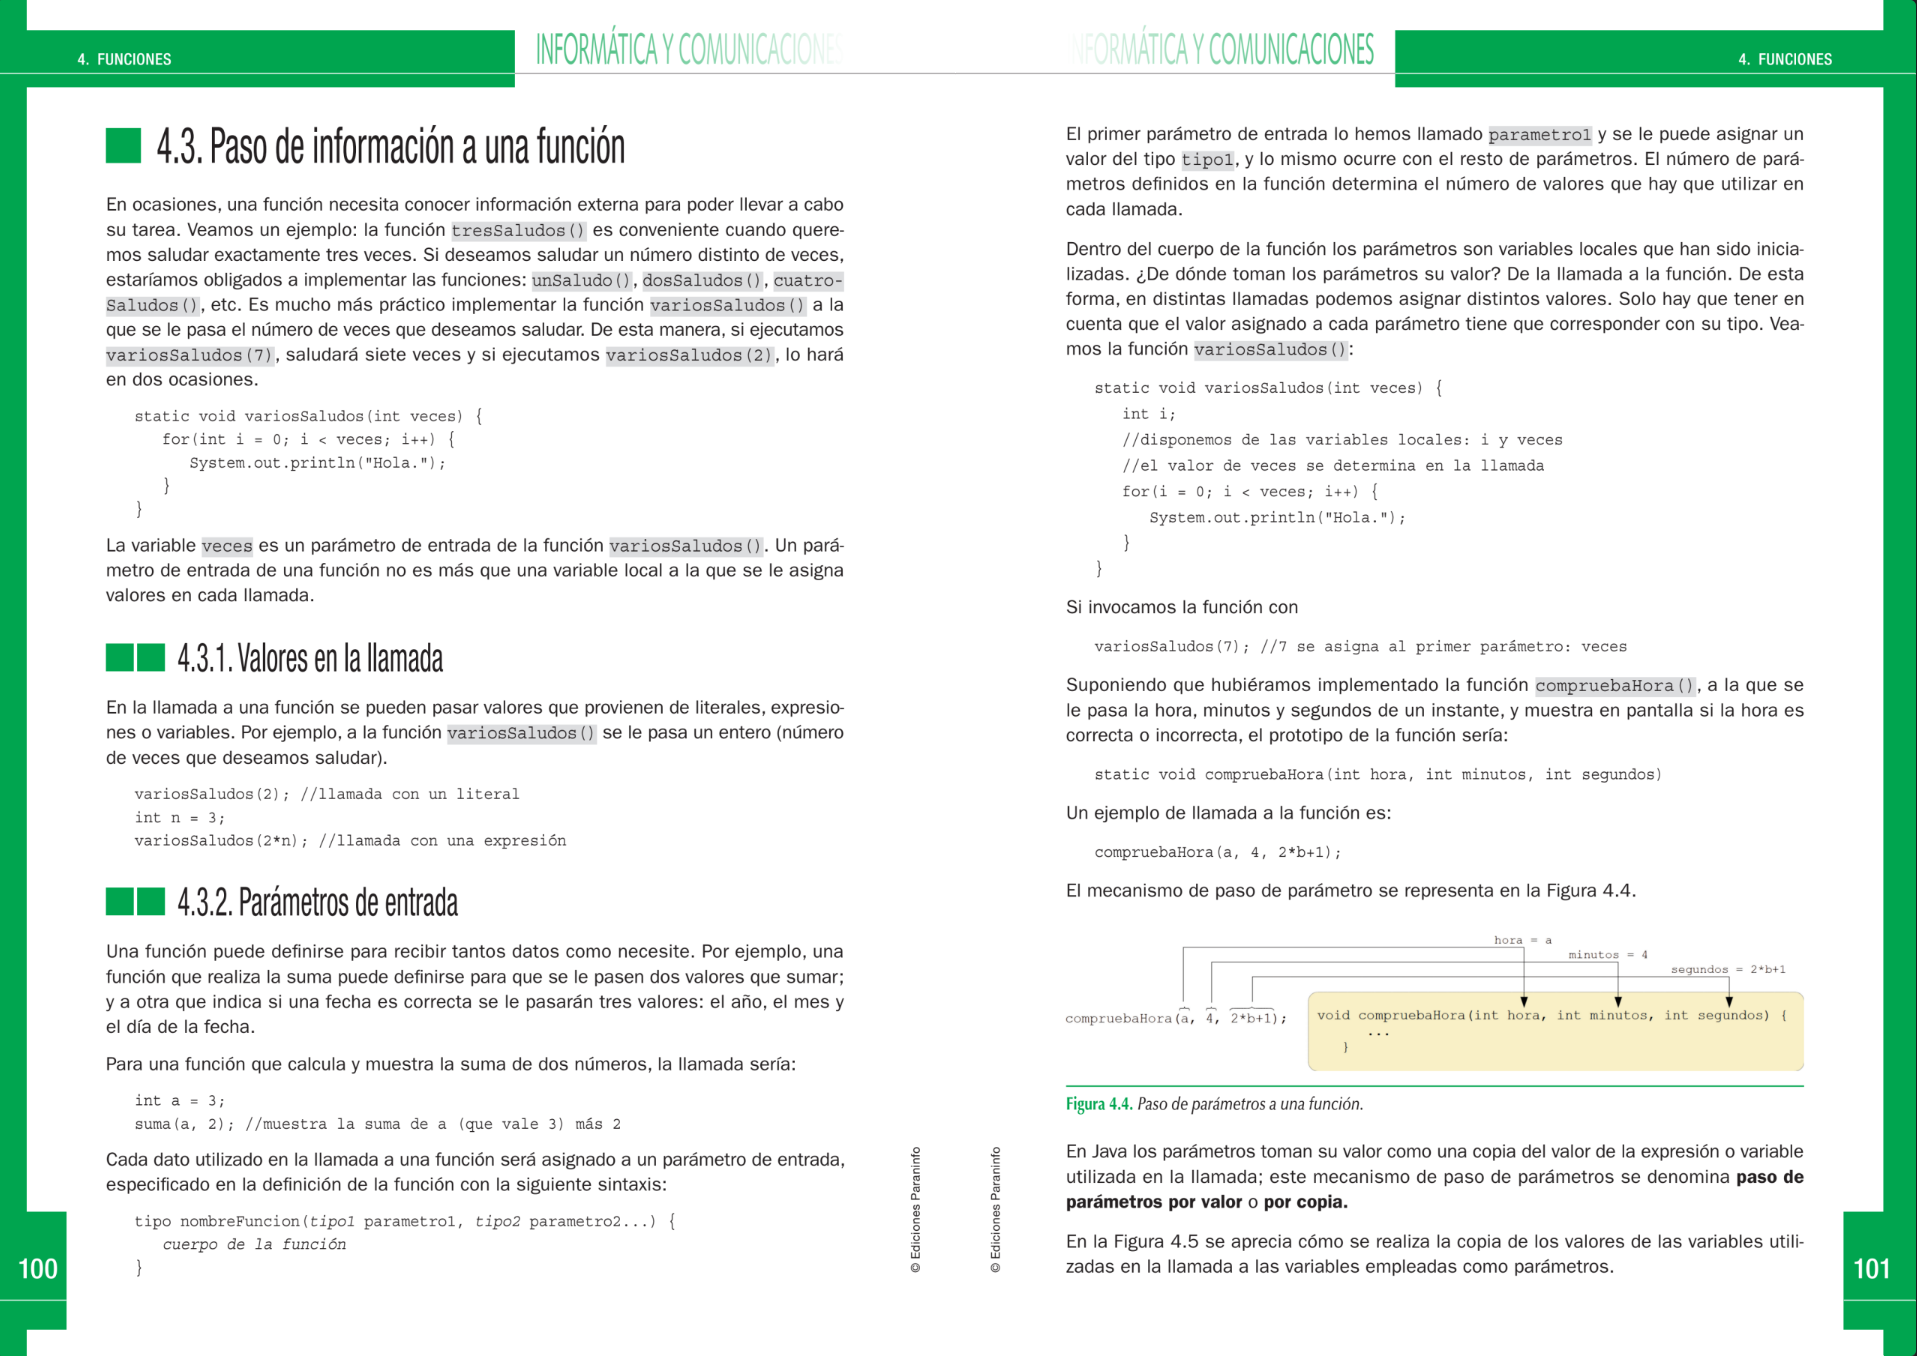 4. FUNCIONES
INFORMÁTICA Y COMUNICACIONES
4.3. Paso de información a una función
En ocasiones, una función necesita conocer información externa para poder llevar a cabo
su tarea. Veamos un ejemplo: la función tresSaludos() es conveniente cuando quere-
mos saludar exactamente tres veces. Si deseamos saludar un número distinto de veces,
estaríamos obligados a implementar las funciones: unSaludo(), dosSaludos(), cuatro-
Saludos(), etc. Es mucho más práctico implementar la función variosSaludos() a la
que se le pasa el número de veces que deseamos saludar. De esta manera, si ejecutamos
variosSaludos(7), saludará siete veces y si ejecutamos variosSaludos(2), lo hará
en dos ocasiones.
static void variosSaludos(int veces) {
for(int i = 0; i < veces; i++) {
System.out.println("Hola.");
}
}
La variable veces es un parámetro de entrada de la función variosSaludos(). Un pará-
metro de entrada de una función no es más que una variable local a la que se le asigna
valores en cada llamada.
4.3.1. Valores en la llamada
En la llamada a una función se pueden pasar valores que provienen de literales, expresio-
nes o variables. Por ejemplo, a la función variosSaludos() se le pasa un entero (número
de veces que deseamos saludar).
variosSaludos(2); //llamada con un literal
int n = 3;
variosSaludos(2*n); //llamada con una expresión
4.3.2. Parámetros de entrada
Una función puede definirse para recibir tantos datos como necesite. Por ejemplo, una
función que realiza la suma puede definirse para que se le pasen dos valores que sumar;
y a otra que indica si una fecha es correcta se le pasarán tres valores: el año, el mes y
el día de la fecha.
Para una función que calcula y muestra la suma de dos números, la llamada sería:
int a = 3;
suma(a, 2); //muestra la suma de a (que vale 3) más 2
Cada dato utilizado en la llamada a una función será asignado a un parámetro de entrada,
especificado en la definición de la función con la siguiente sintaxis:
tipo nombreFuncion(tipo1 parametro1, tipo2 parametro2...) {
cuerpo de la función
}
100
© Ediciones Paraninfo
INFORMÁTICA Y COMUNICACIONES
4. FUNCIONES
El primer parámetro de entrada lo hemos llamado parametro1 y se le puede asignar un
valor del tipo tipo1, y lo mismo ocurre con el resto de parámetros. El número de pará-
metros definidos en la función determina el número de valores que hay que utilizar en
cada llamada.
Dentro del cuerpo de la función los parámetros son variables locales que han sido inicia-
lizadas. ¿De dónde toman los parámetros su valor? De la llamada a la función. De esta
forma, en distintas llamadas podemos asignar distintos valores. Solo hay que tener en
cuenta que el valor asignado a cada parámetro tiene que corresponder con su tipo. Vea-
mos la función variosSaludos():
static void variosSaludos(int veces) {
int i;
//disponemos de las variables locales: i y veces
//el valor de veces se determina en la llamada
for(i = 0; i < veces; i++) {
System.out.println("Hola.");
}
}
Si invocamos la función con
variosSaludos(7); //7 se asigna al primer parámetro: veces
Suponiendo que hubiéramos implementado la función compruebaHora(), a la que se
le pasa la hora, minutos y segundos de un instante, y muestra en pantalla si la hora es
correcta o incorrecta, el prototipo de la función sería:
static void compruebaHora(int hora, int minutos, int segundos)
Un ejemplo de llamada a la función es:
compruebaHora(a, 4, 2*b+1);
El mecanismo de paso de parámetro se representa en la Figura 4.4.
hora = a
minutos = 4
segundos = 2*b+1
compruebaHora(a, 4, 2*b+1);
void compruebaHora(int hora, int minutos, int segundos) {
...
}
Figura 4.4. Paso de parámetros a una función.
En Java los parámetros toman su valor como una copia del valor de la expresión o variable
utilizada en la llamada; este mecanismo de paso de parámetros se denomina paso de
parámetros por valor o por copia.
En la Figura 4.5 se aprecia cómo se realiza la copia de los valores de las variables utili-
zadas en la llamada a las variables empleadas como parámetros.
© Ediciones Paraninfo
101